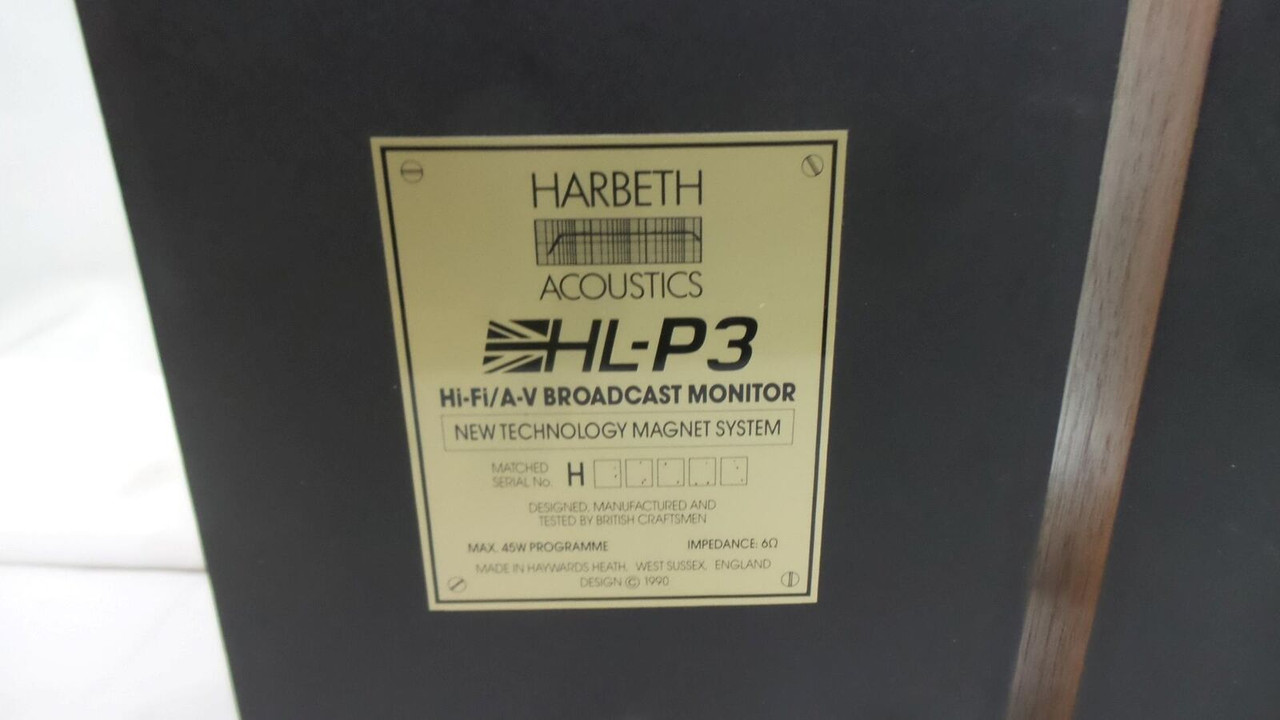 HARBETH
ACOUSTICS
HL-P3
Hi-Fi/A-V BROADCAST MONITOR
NEW TECHNOLOGY MAGNET SYSTEM
MATCHED
SERIAL No. H
DESIGNED, MANUFACTURED AND
TESTED BY BRITISH CRAFTSMEN
MAX. 45W PROGRAMME IMPEDANCE: 6Ω
MADE IN HAYWARDS HEATH, WEST SUSSEX, ENGLAND
DESIGN © 1990